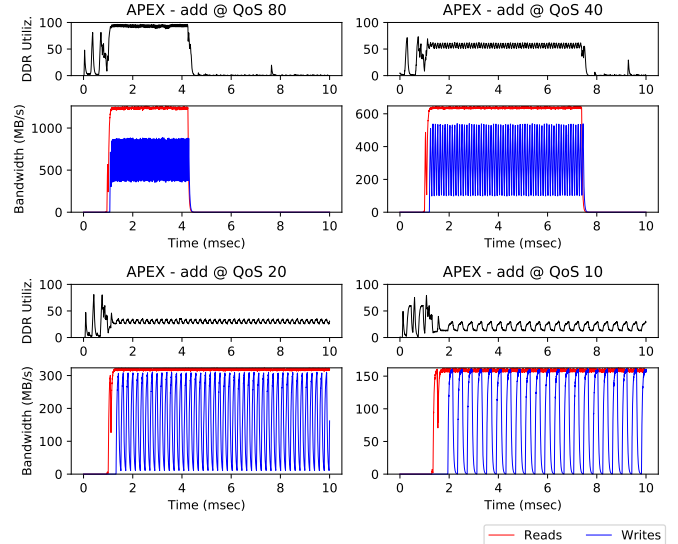 APEX - add @ QoS 80
APEX - add @ QoS 40
DDR Utiliz.
100
50
0
0 2 4 6 8 10
100
50
0
0 2 4 6 8 10
Bandwidth (MB/s)
1000
500
0
0 2 4 6 8 10
Time (msec)
600
400
200
0
0 2 4 6 8 10
Time (msec)
APEX - add @ QoS 20
APEX - add @ QoS 10
DDR Utiliz.
100
50
0
0 2 4 6 8 10
100
50
0
0 2 4 6 8 10
Bandwidth (MB/s)
300
200
100
0
0 2 4 6 8 10
Time (msec)
150
100
50
0
0 2 4 6 8 10
Time (msec)
Reads Writes